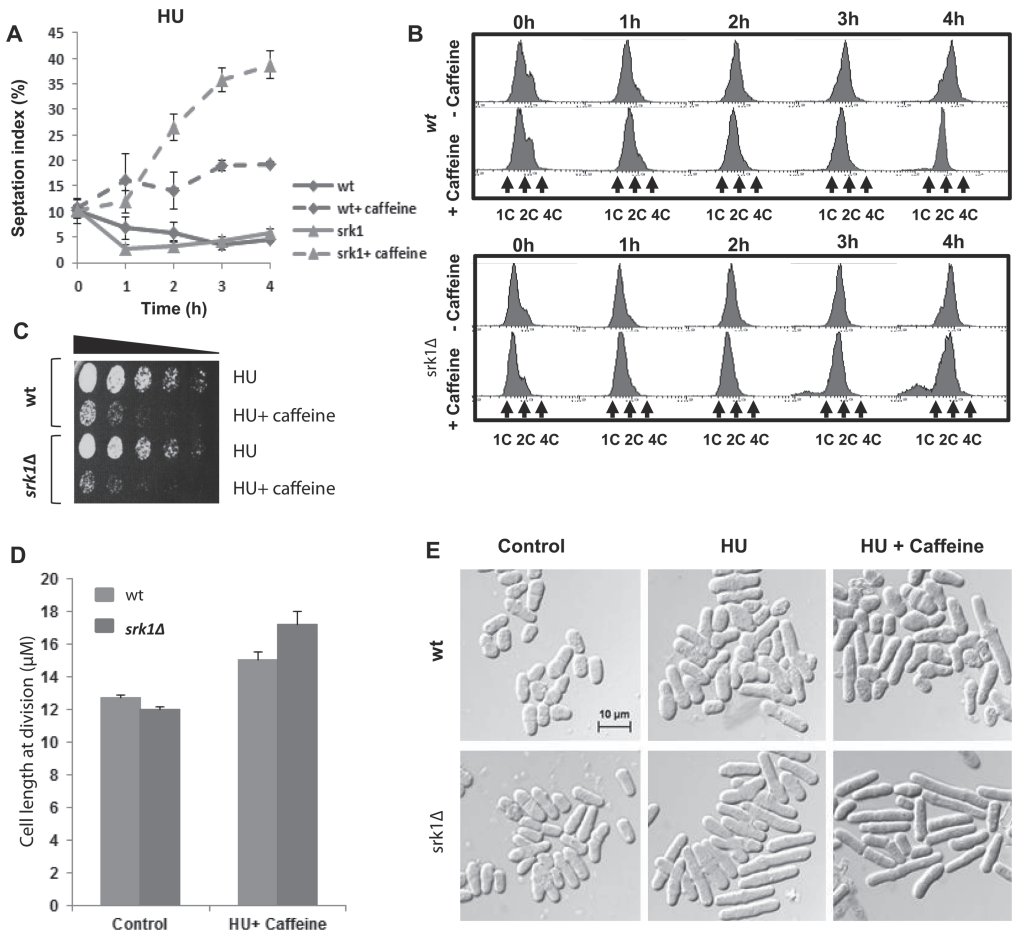 HU
A
Septation index (%)
45
40
35
30
25
20
15
10
5
0
0 1 2 3 4
Time (h)
wt
wt+ caffeine
srk1
srk1+ caffeine
B
0h 1h 2h 3h 4h
wt
- Caffeine
+ Caffeine
1C 2C 4C 1C 2C 4C 1C 2C 4C 1C 2C 4C 1C 2C 4C
0h 1h 2h 3h 4h
srk1Δ
- Caffeine
+ Caffeine
1C 2C 4C 1C 2C 4C 1C 2C 4C 1C 2C 4C 1C 2C 4C
C
wt
HU
HU+ caffeine
srk1Δ
HU
HU+ caffeine
D
Cell length at division (µM)
20
18
16
14
12
10
8
6
4
2
0
wt
srk1Δ
Control HU+ Caffeine
E
Control HU HU + Caffeine
wt
10 µm
srk1Δ